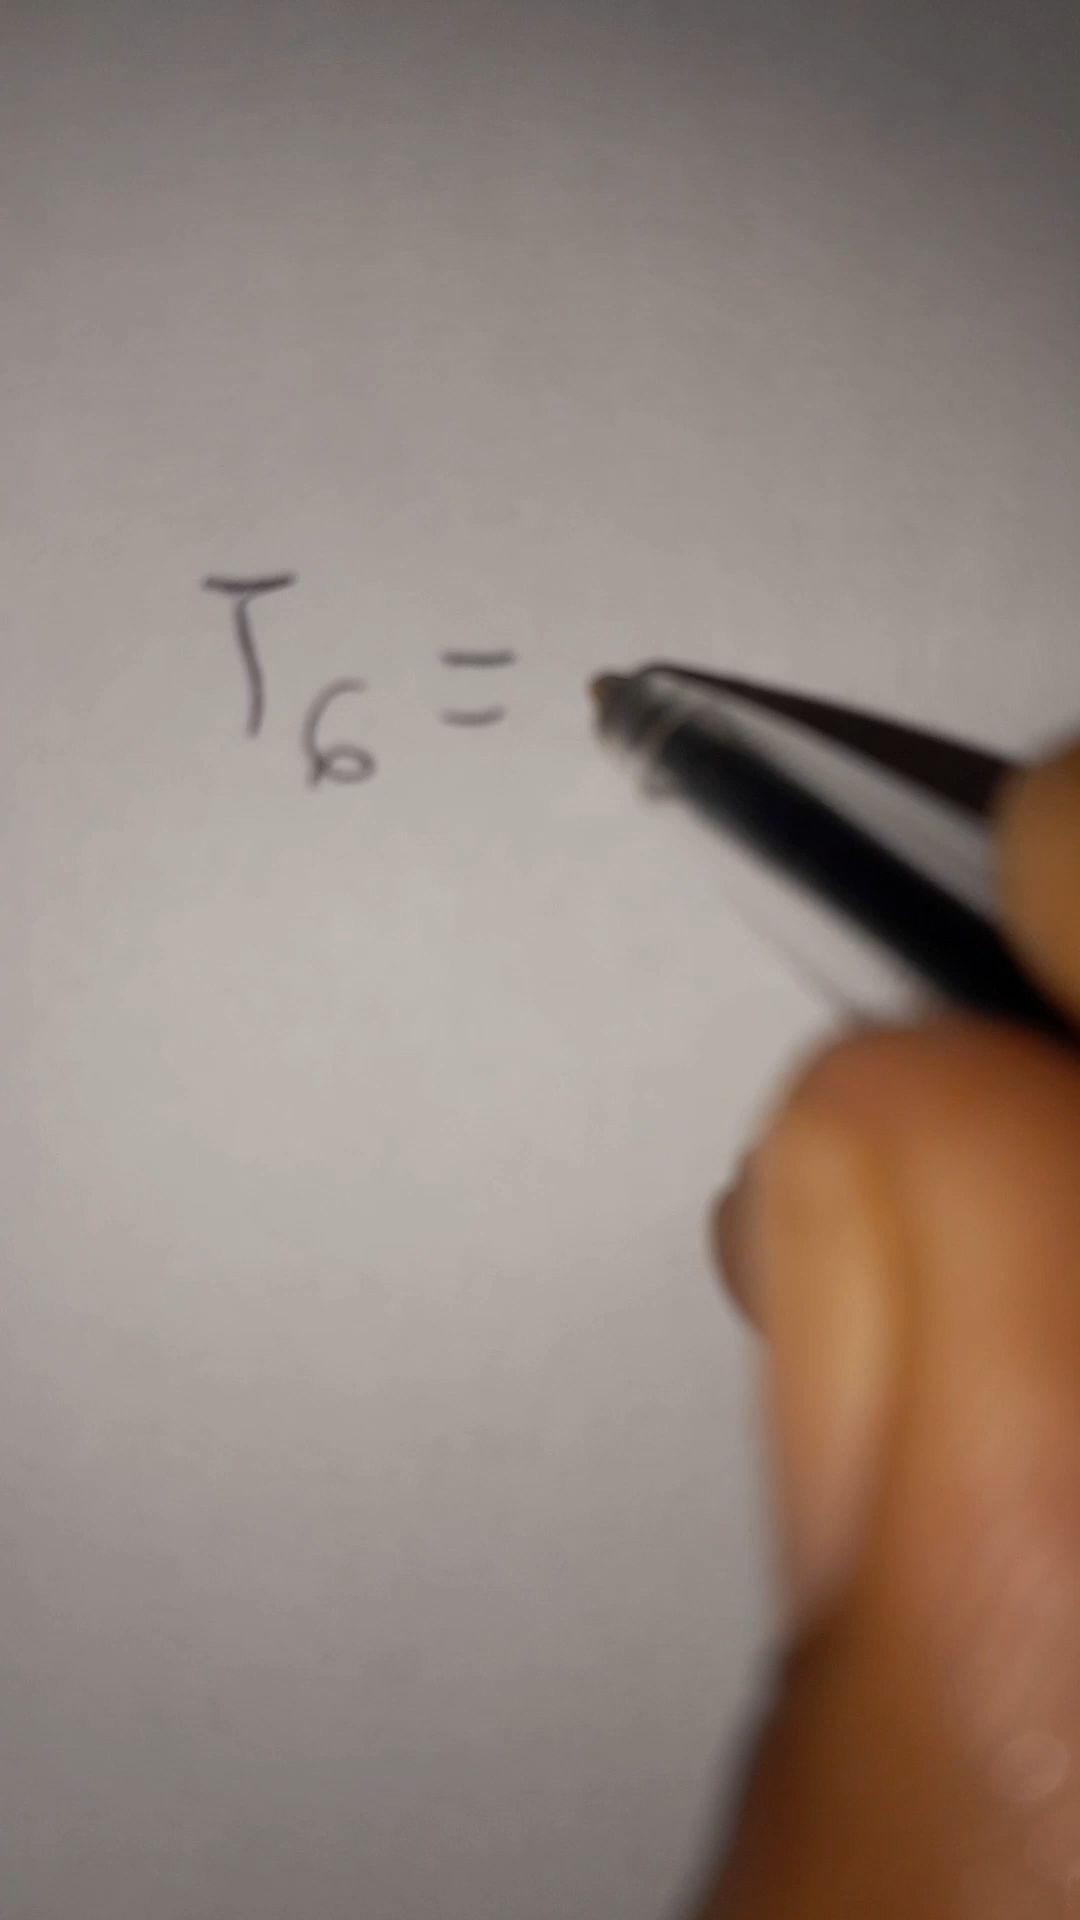 T₆ =